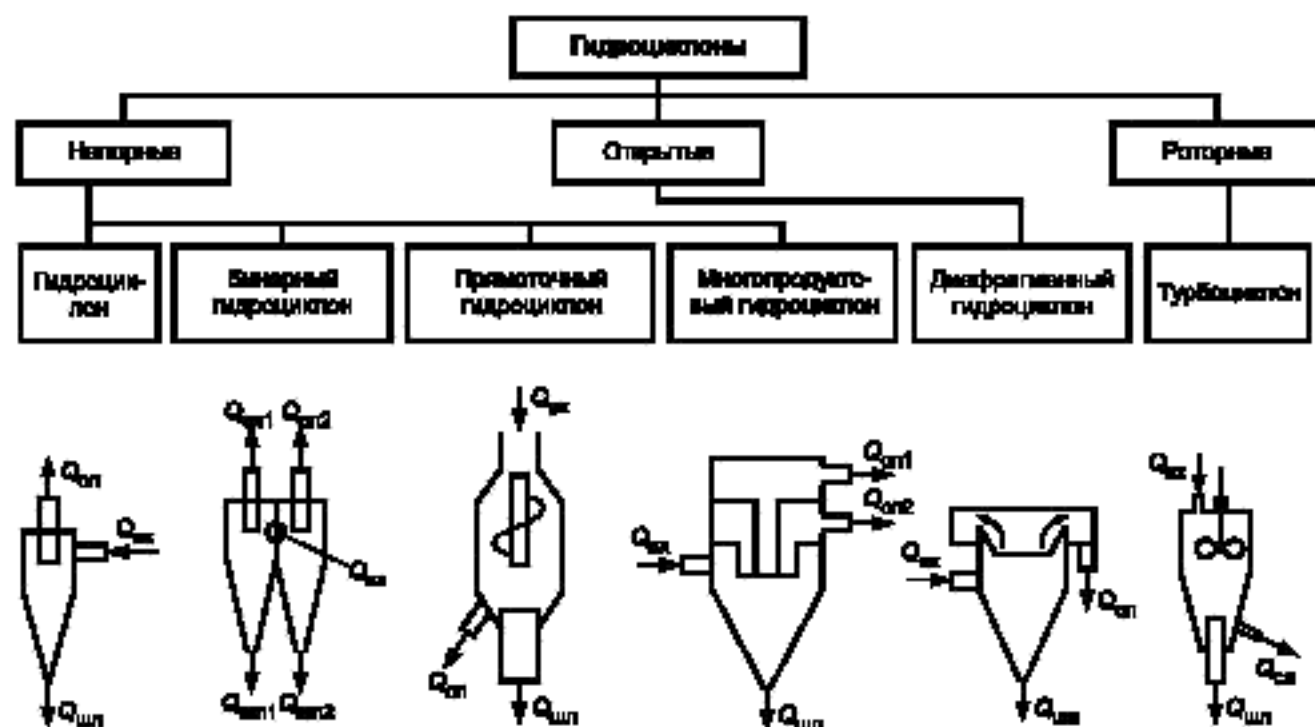 Гидроциклоны
Напорные
Открытые
Роторные
Гидроцик-
лон
Бинарный
гидроциклон
Прямоточный
гидроциклон
Многопродукто-
вый гидроциклон
Диафрагменный
гидроциклон
Турбоциклон
Qоп
Qвх
Qшл
Qоп1 Qоп2
Qвх
Qшл1 Qшл2
Qвх
Qоп
Qшл
Qоп1
Qоп2
Qвх
Qшл
Qвх
Qоп
Qшл
Qвх
Qсл
Qшл